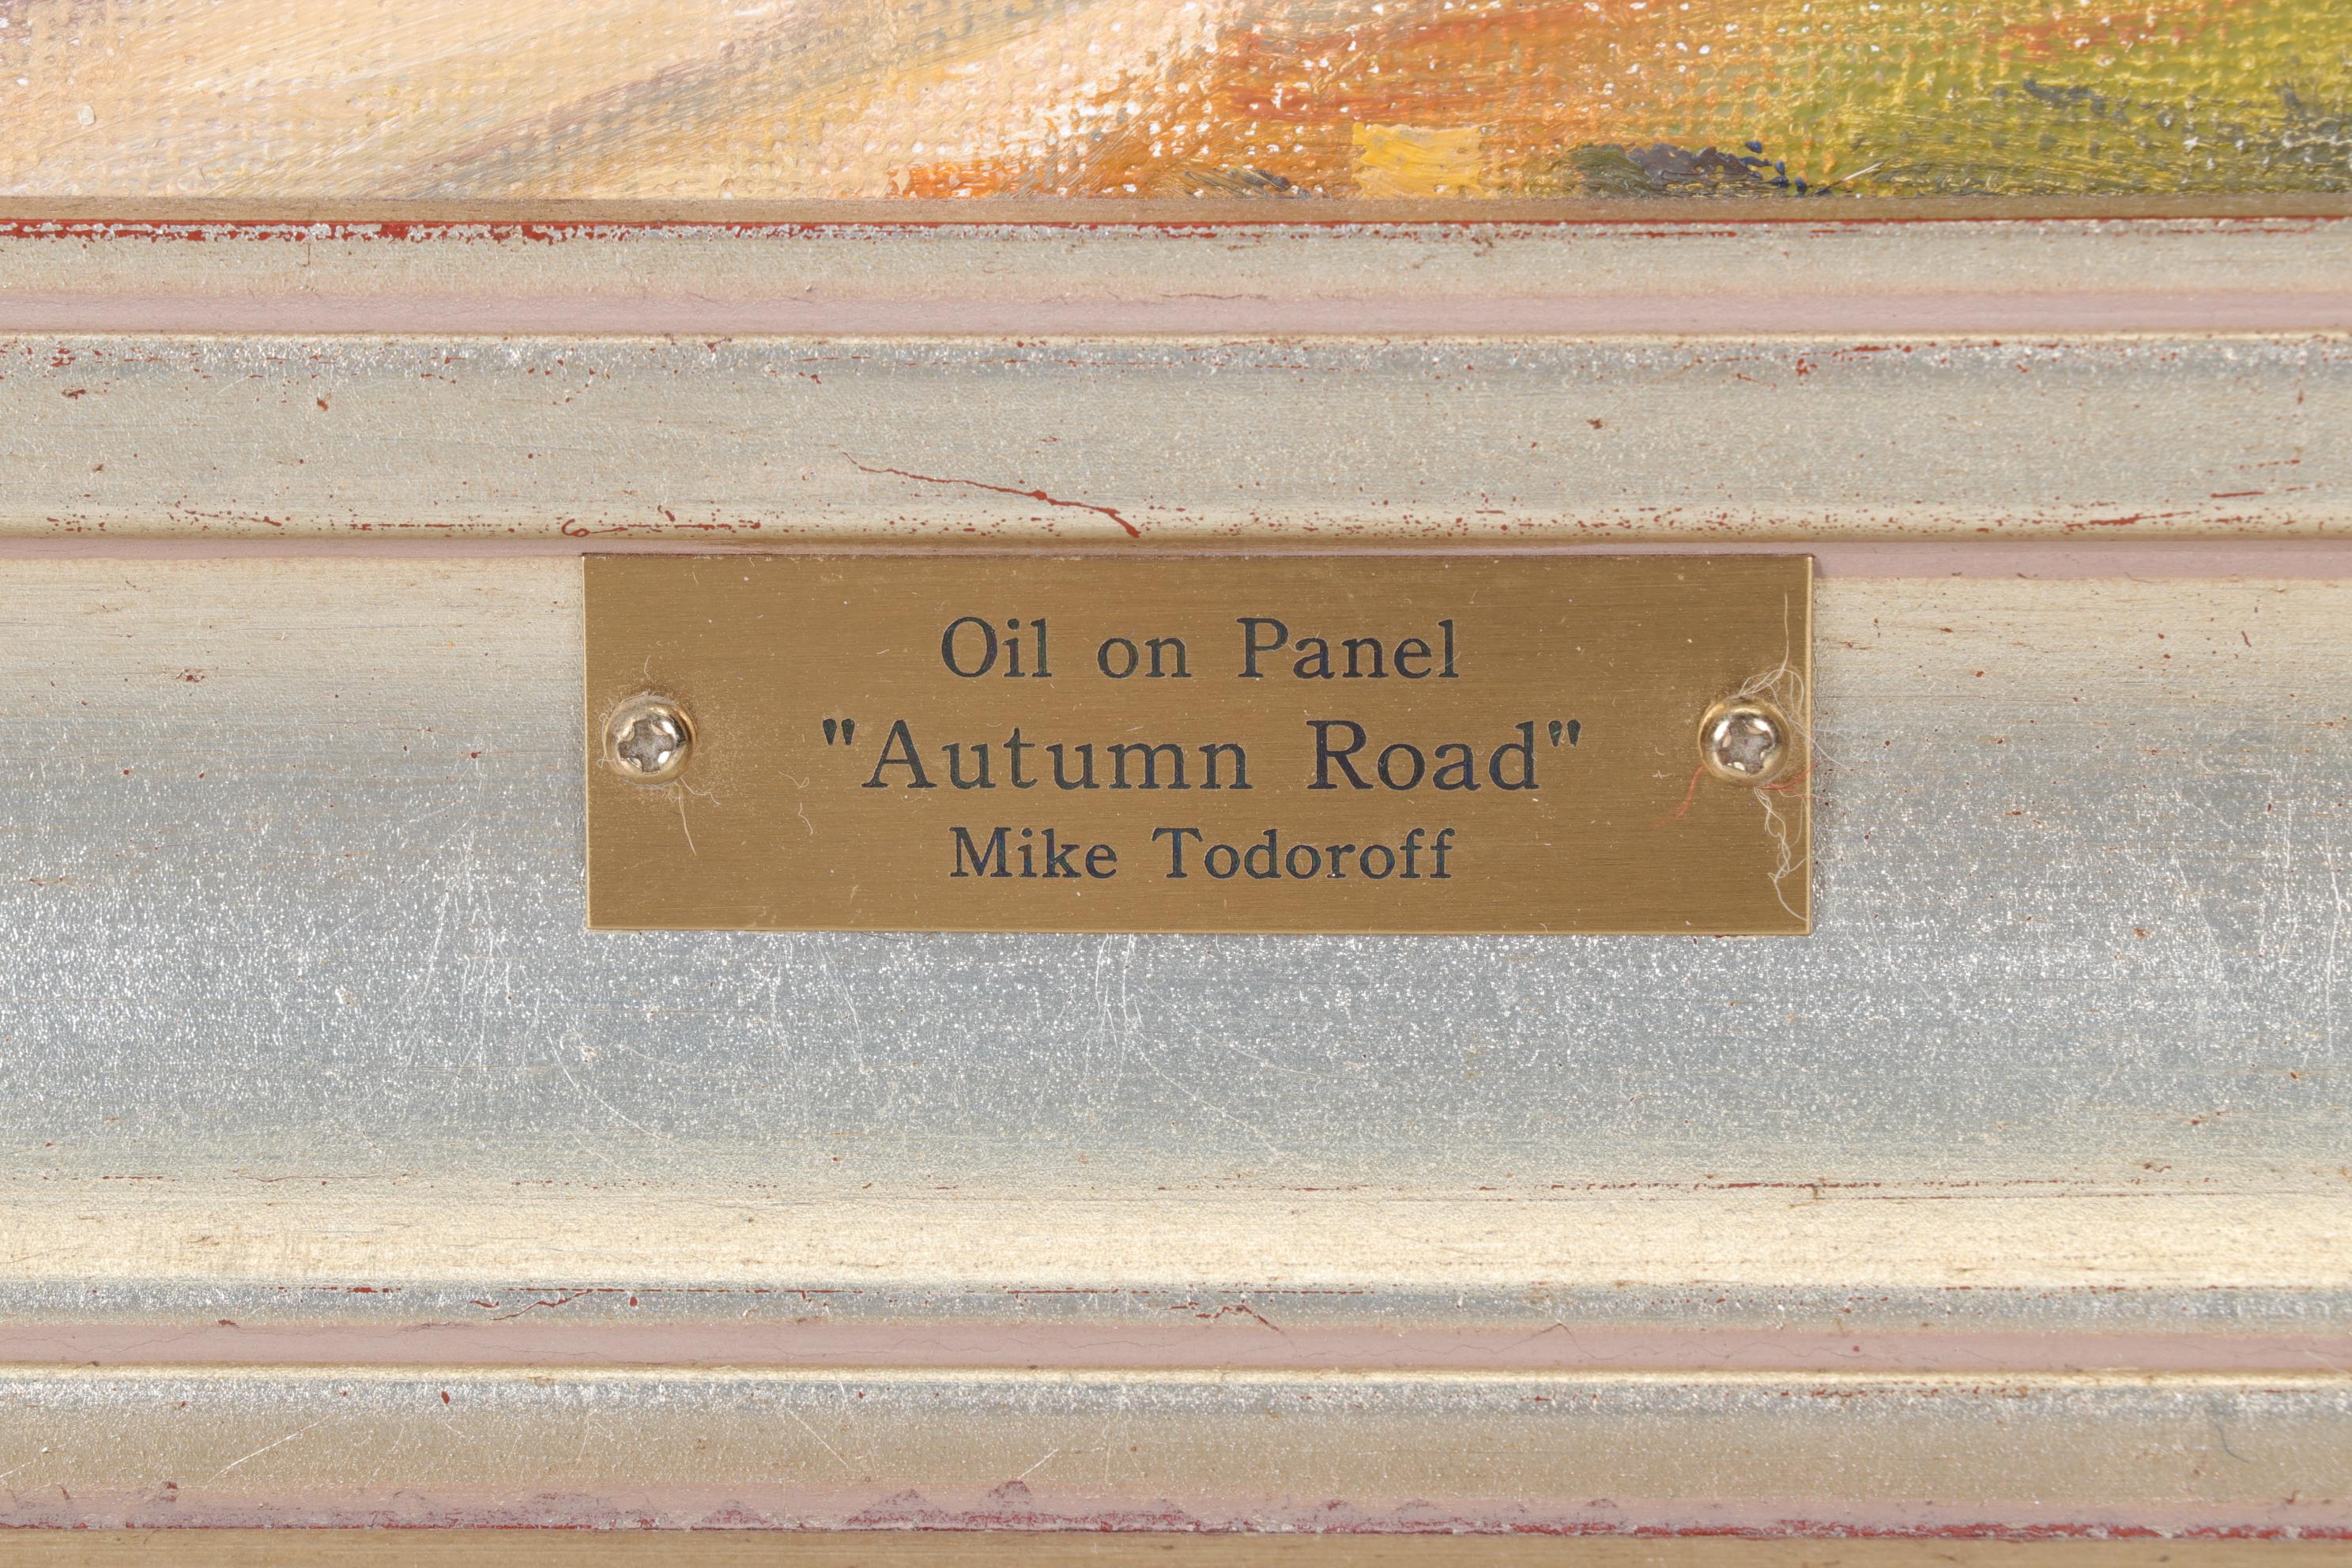 Oil on Panel
"Autumn Road"
Mike Todoroff